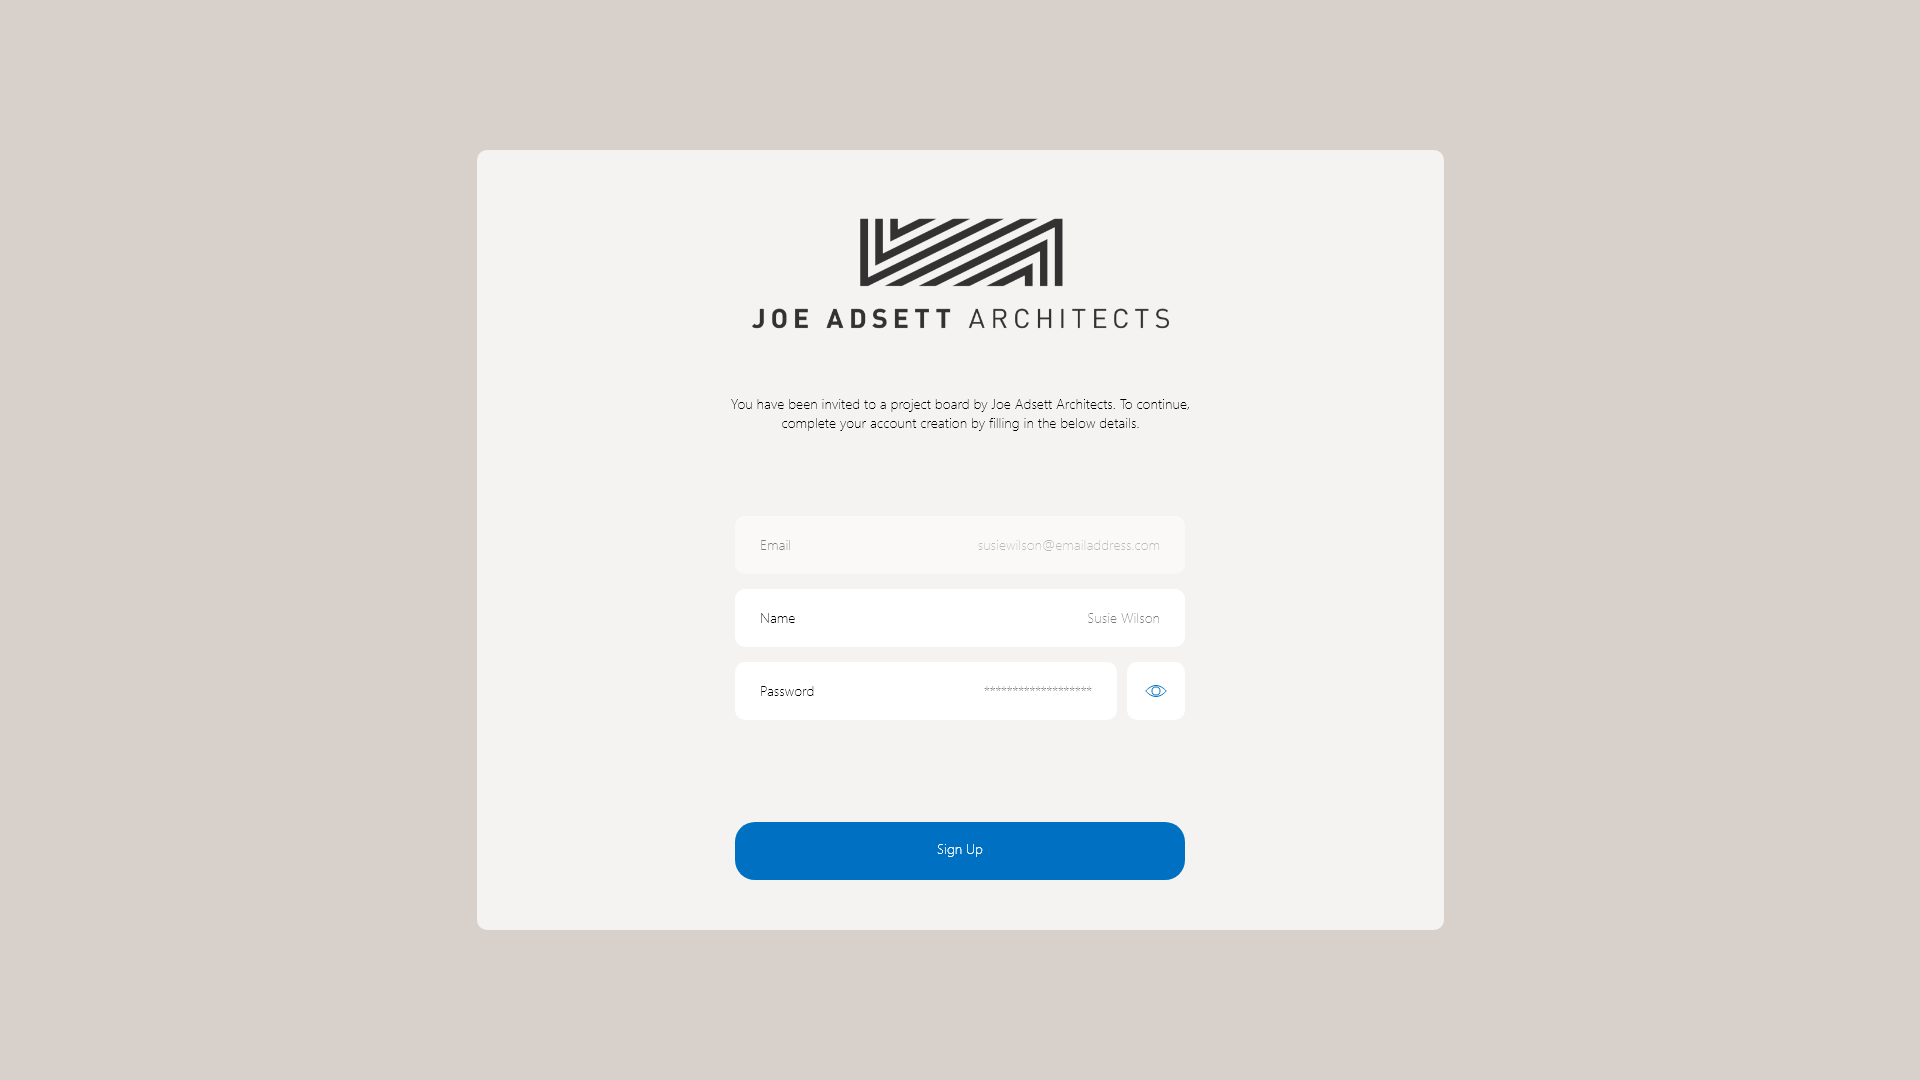 JOE ADSETT ARCHITECTS
You have been invited to a project board by Joe Adsett Architects. To continue,
complete your account creation by filling in the below details.
Email susiewilson@emailaddress.com
Name Susie Wilson
Password *******************
Sign Up